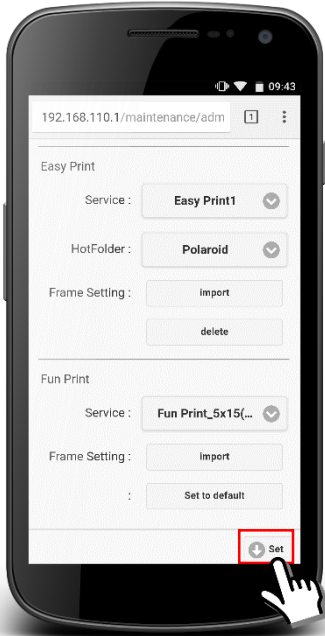 09:43
192.168.110.1/maintenance/adm 1
Easy Print
Service : Easy Print1
HotFolder : Polaroid
Frame Setting : import
delete
Fun Print
Service : Fun Print_5x15(...
Frame Setting : import
: Set to default
Set